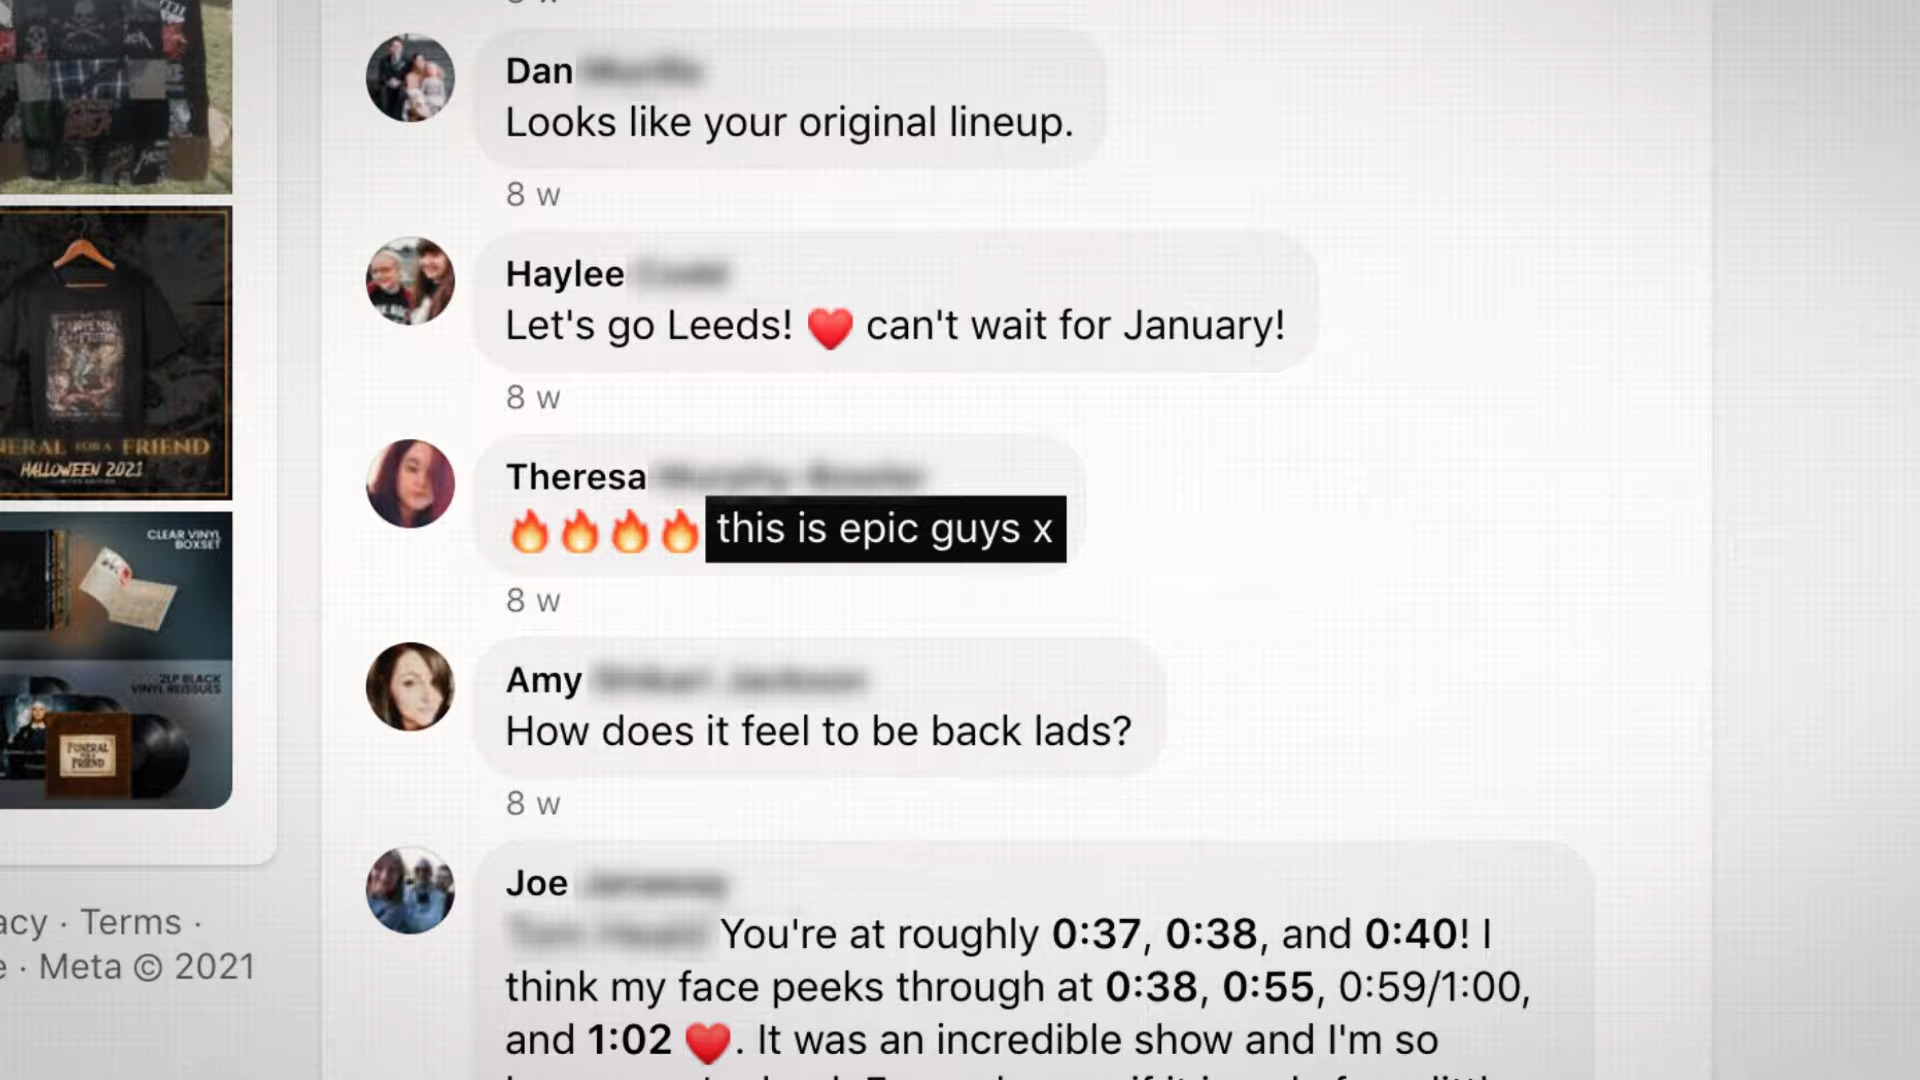 Dan
Looks like your original lineup.
8 w
Haylee
Let's go Leeds! ❤️ can't wait for January!
8 w
Theresa
🔥🔥🔥🔥 this is epic guys x
8 w
Amy
How does it feel to be back lads?
8 w
Joe
You're at roughly 0:37, 0:38, and 0:40! I
think my face peeks through at 0:38, 0:55, 0:59/1:00,
and 1:02 ❤️. It was an incredible show and I'm so
FOR A FRIEND
HALLOWEEN 2021
CLEAR VINYL
BOXSET
2LP BLACK
VINYL REISSUES
FUNERAL
FRIEND
acy · Terms ·
e · Meta © 2021